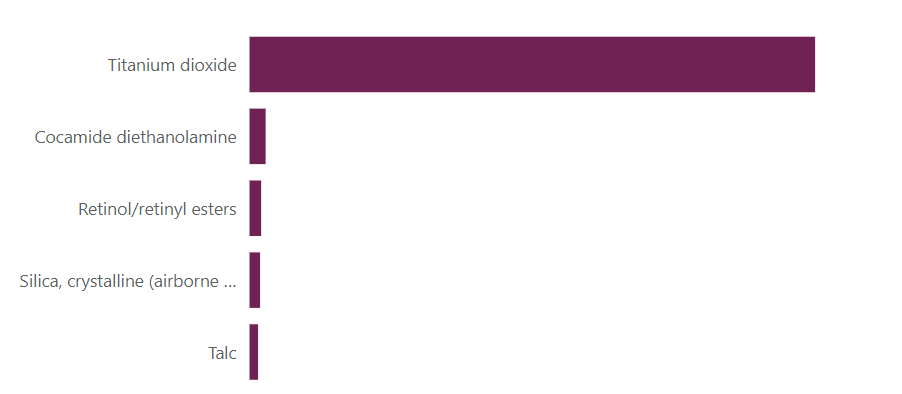 Titanium dioxide
Cocamide diethanolamine
Retinol/retinyl esters
Silica, crystalline (airborne ...
Talc